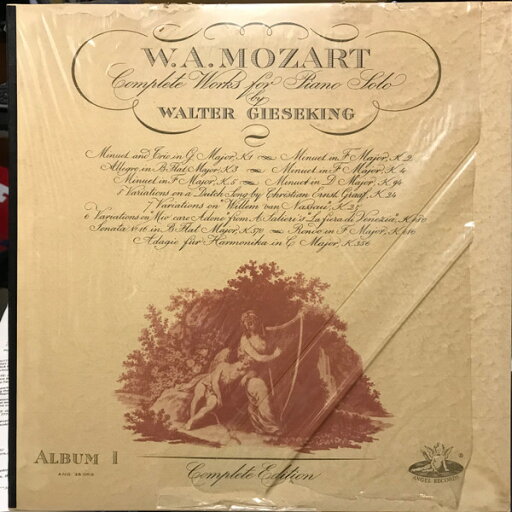 W. A. MOZART
Complete Works for Piano Solo
by
WALTER GIESEKING
Minuet and Trio in G Major, K.1 Minuet in F Major, K.2
Allegro in B Flat Major, K.3 Minuet in F Major, K.4
Minuet in F Major, K.5 Minuet in D Major, K.94
8 Variations on a Dutch Song by Christian Ernst Graaf, K.24
7 Variations on "Willem van Nassau", K.25
6 Variations on "Mio care Adone" from A. Salieri's "La fiera di Venezia", K.180
Sonata No 16 in B Flat Major, K.570 Rondo in F Major, K.616
Adagio für Harmonika in C Major, K.356
ALBUM 1
Complete Edition
ANGEL RECORDS